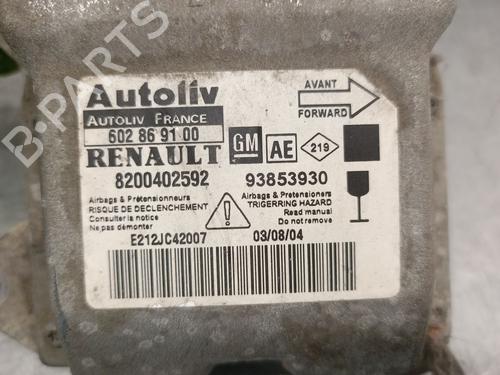 Autoliv
AUTOLIV FRANCE
602 86 91 00
RENAULT
GM
AE
219
AVANT
FORWARD
8200402592
93853930
Airbags & Prétensionneurs
RISQUE DE DECLENCHEMENT
Consulter la notice
Ne pas démonter
Airbags & Pretensioners
TRIGERRING HAZARD
Read manual
Do not remove
E212JC42007
03/08/04
B-PARTS